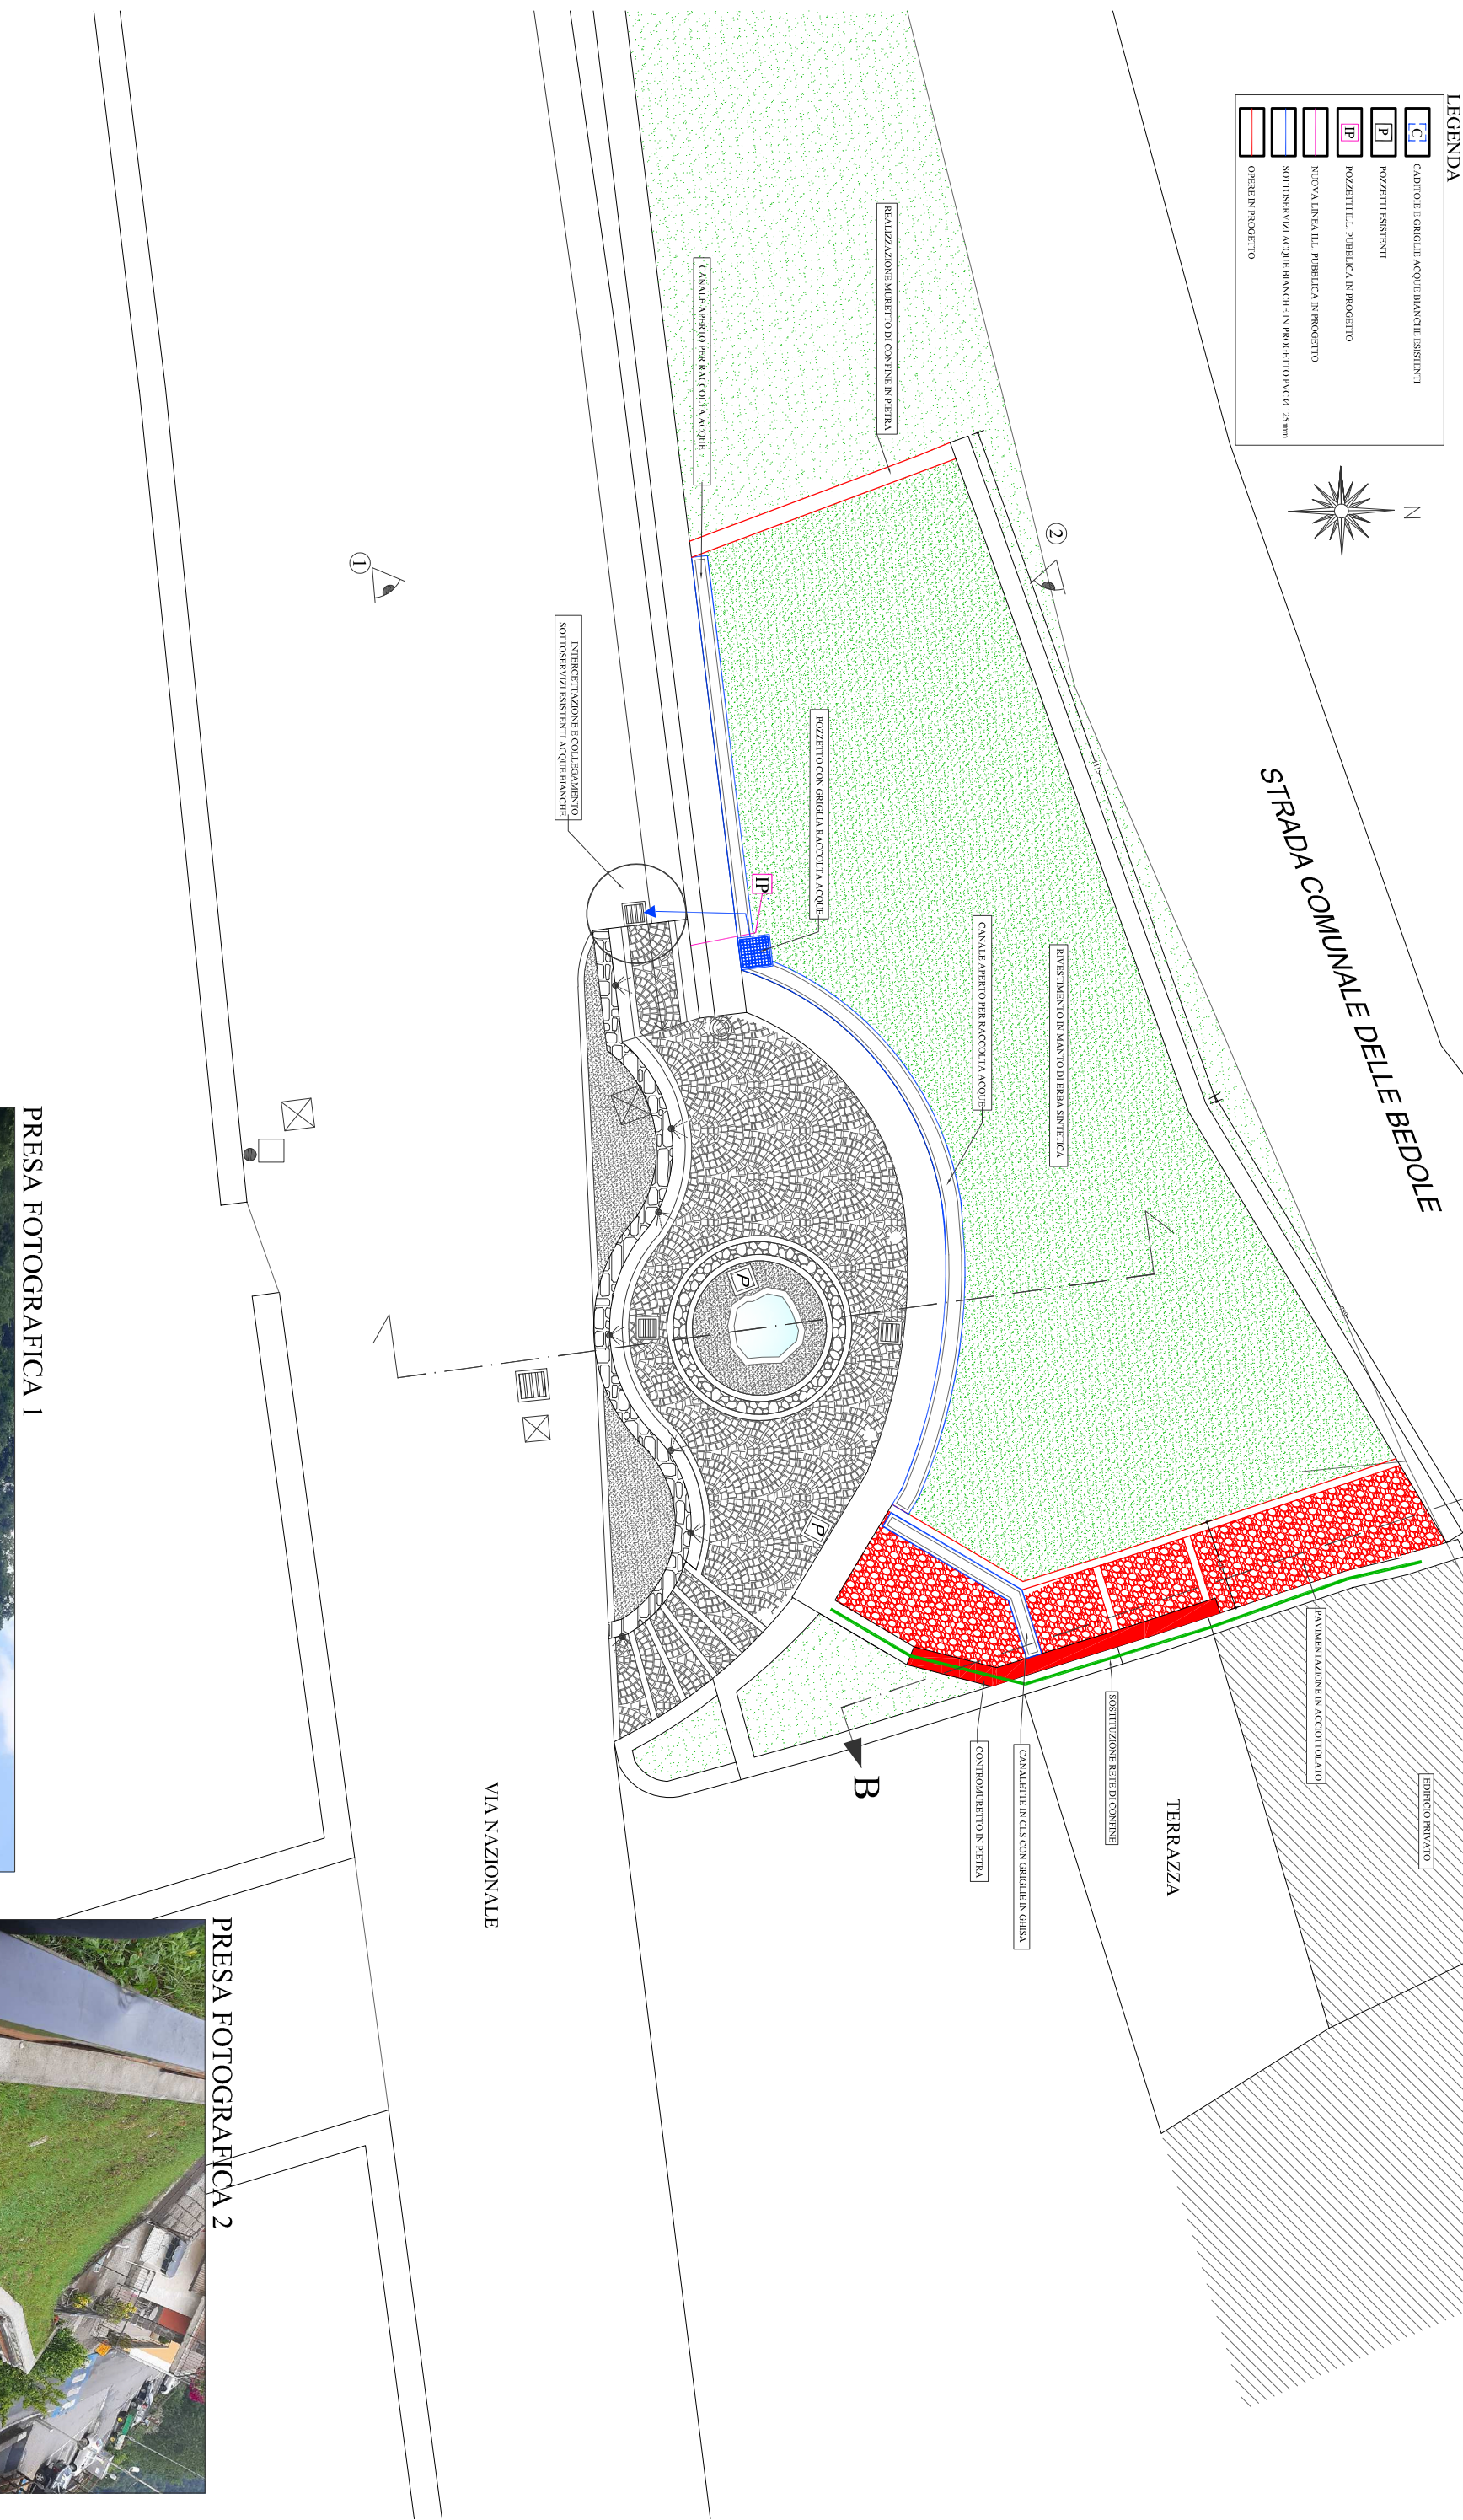 LEGENDA
C
CADITOIE E GRIGLIE ACQUE BIANCHE ESISTENTI
P
POZZETTI ESISTENTI
IP
POZZETTI ILL. PUBBLICA IN PROGETTO
NUOVA LINEA ILL. PUBBLICA IN PROGETTO
SOTTOSERVIZI ACQUE BIANCHE IN PROGETTO PVC Ø 125 mm
OPERE IN PROGETTO
N
STRADA COMUNALE DELLE BEDOLE
REALIZZAZIONE MURETTO DI CONFINE IN PIETRA
CANALE APERTO PER RACCOLTA ACQUE
2
1
INTERCETTAZIONE E COLLEGAMENTO
SOTTOSERVIZI ESISTENTI ACQUE BIANCHE
POZZETTO CON GRIGLIA RACCOLTA ACQUE
IP
CANALE APERTO PER RACCOLTA ACQUE
RIVESTIMENTO IN MANTO DI ERBA SINTETICA
P
P
PAVIMENTAZIONE IN ACCIOTTOLATO
SOSTITUZIONE RETE DI CONFINE
CANALETTE IN CLS CON GRIGLIE IN GHISA
CONTROMURETTO IN PIETRA
B
EDIFICIO PRIVATO
TERRAZZA
VIA NAZIONALE
PRESA FOTOGRAFICA 1
PRESA FOTOGRAFICA 2